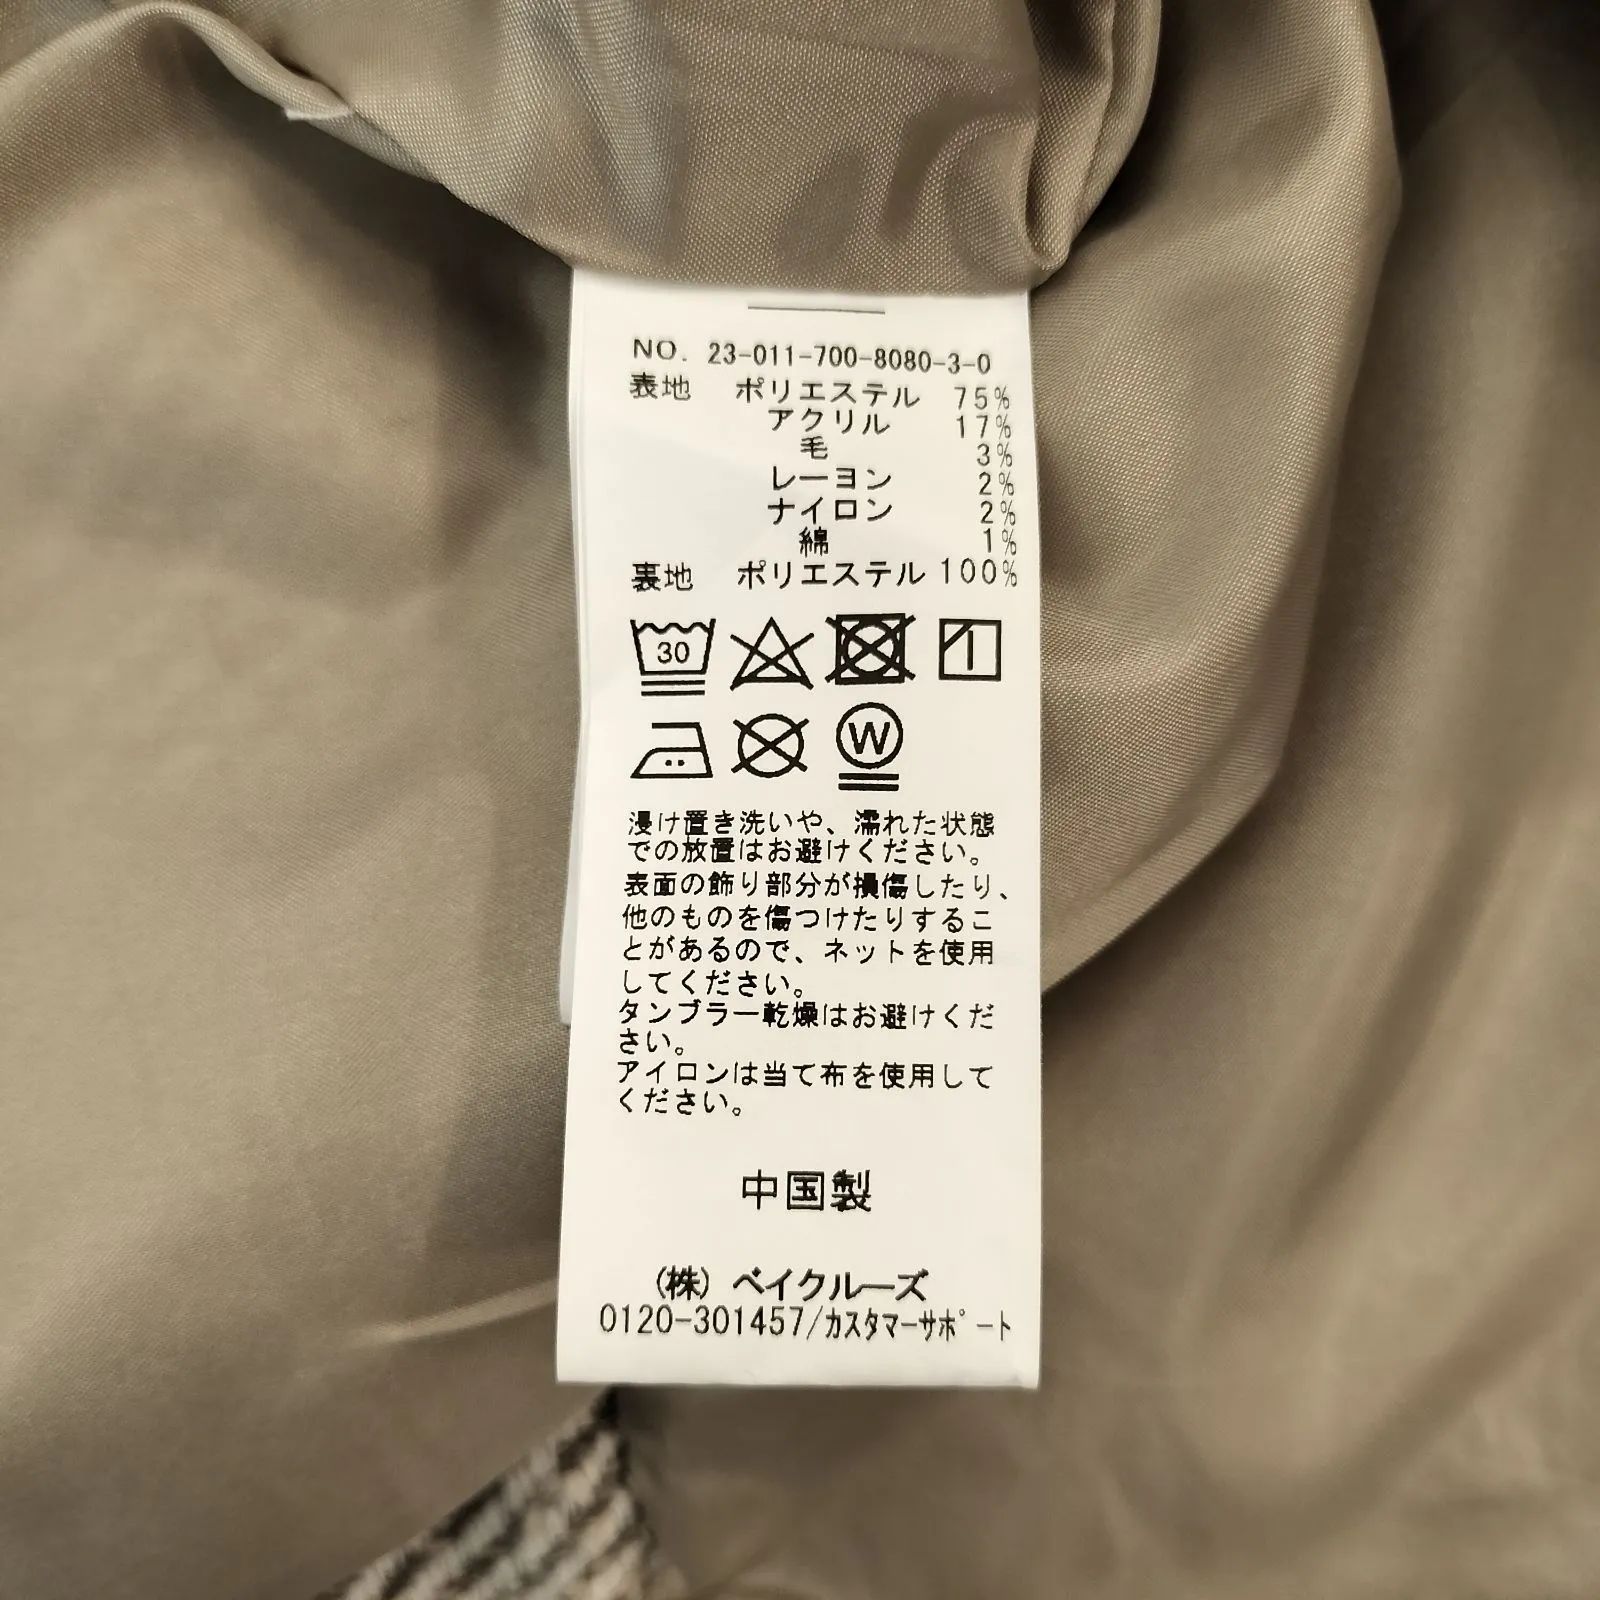 NO. 23-011-700-8080-3-0
表地 ポリエステル 75%
アクリル 17%
毛 3%
レーヨン 2%
ナイロン 2%
綿 1%
裏地 ポリエステル 100%
30
W
浸け置き洗いや、濡れた状態
での放置はお避けください。
表面の飾り部分が損傷したり、
他のものを傷つけたりするこ
とがあるので、ネットを使用
してください。
タンブラー乾燥はお避けくだ
さい。
アイロンは当て布を使用して
ください。
中国製
(株) ベイクルーズ
0120-301457/カスタマーサポート